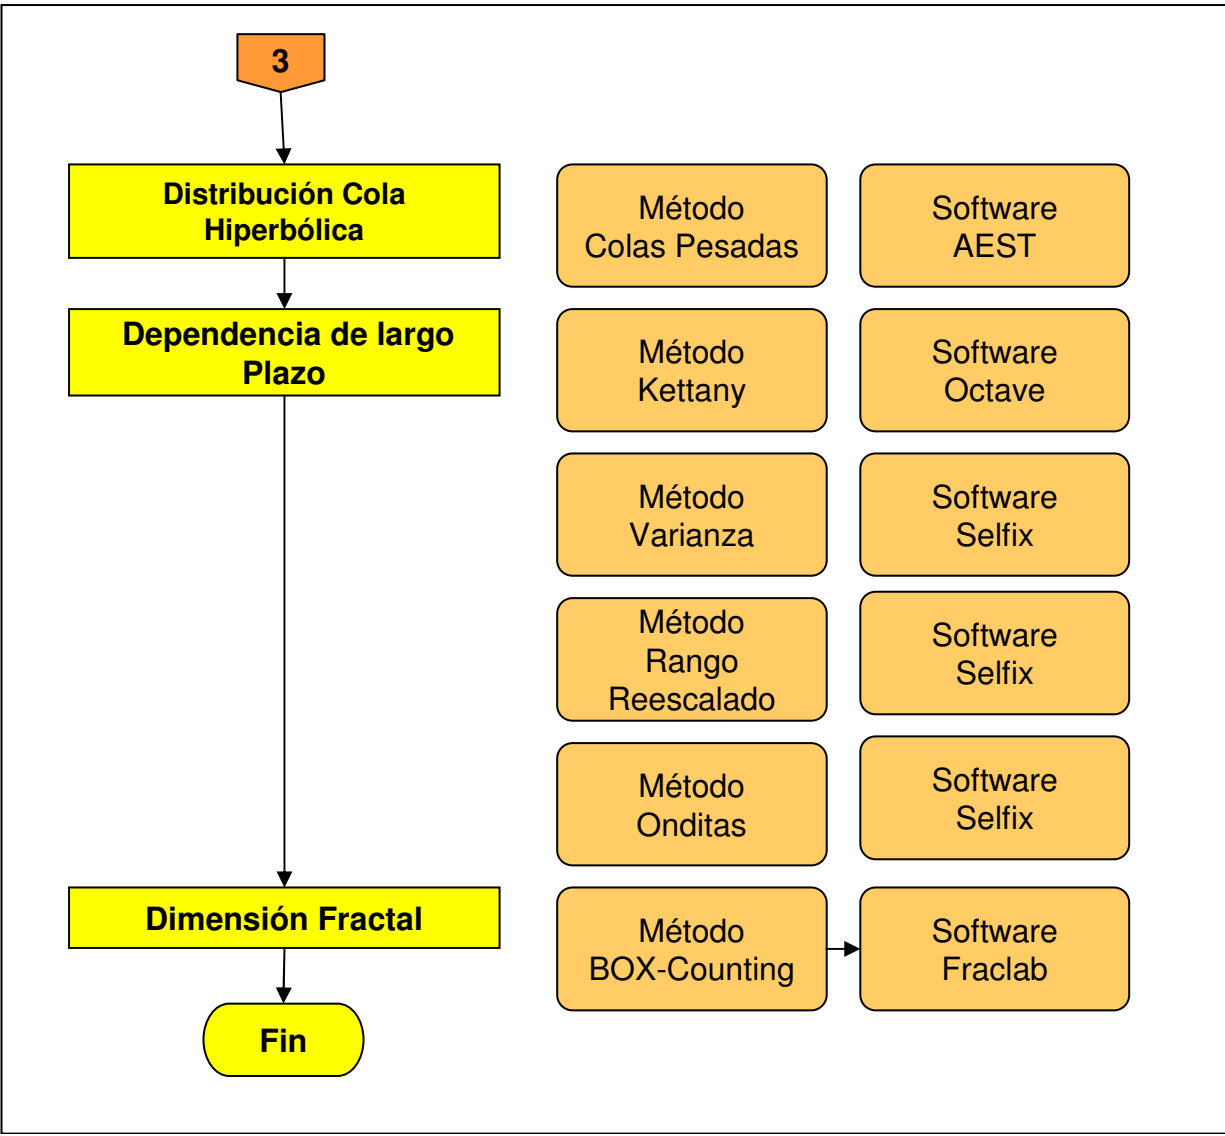 3
Distribución Cola
Hiperbólica
Método
Colas Pesadas
Software
AEST
Dependencia de largo
Plazo
Método
Kettany
Software
Octave
Método
Varianza
Software
Selfix
Método
Rango
Reescalado
Software
Selfix
Método
Onditas
Software
Selfix
Dimensión Fractal
Método
BOX-Counting
Software
Fraclab
Fin